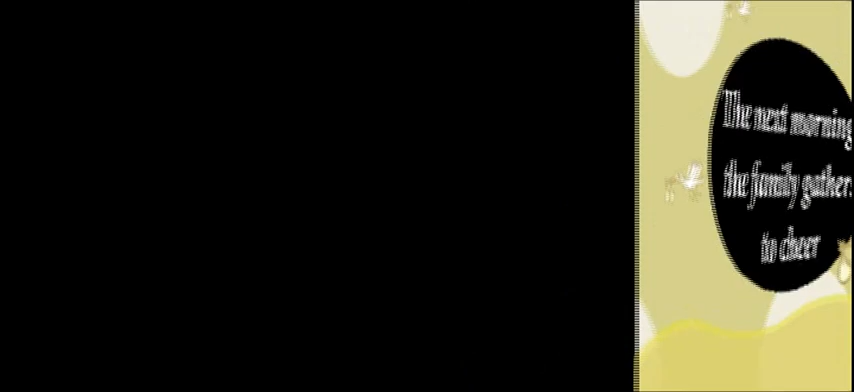 The next morning
the family gather
to cheer